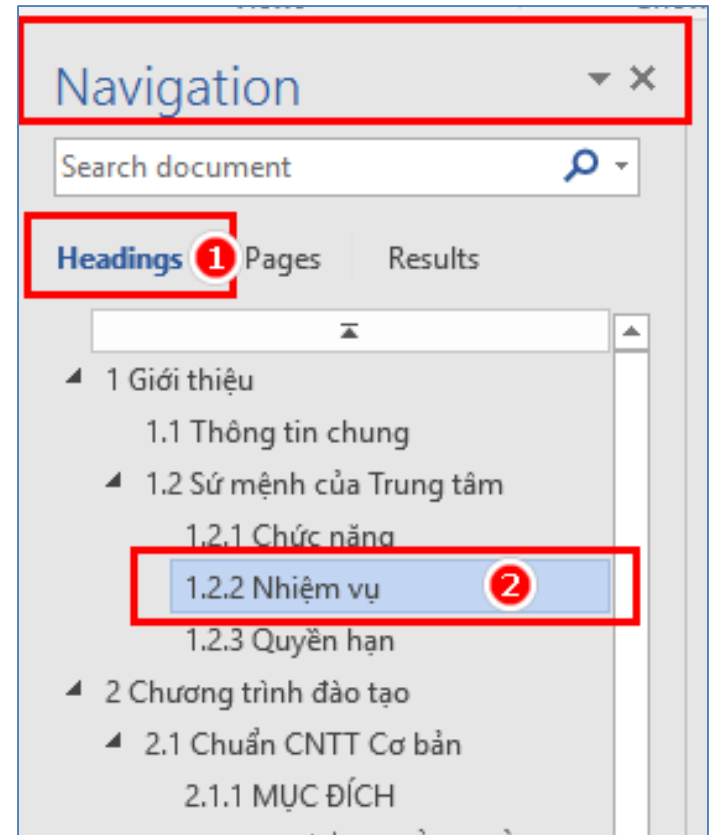 Navigation
Search document
Headings 1 Pages Results
1 Giới thiệu
1.1 Thông tin chung
1.2 Sứ mệnh của Trung tâm
1.2.1 Chức năng
1.2.2 Nhiệm vụ 2
1.2.3 Quyền hạn
2 Chương trình đào tạo
2.1 Chuẩn CNTT Cơ bản
2.1.1 MỤC ĐÍCH